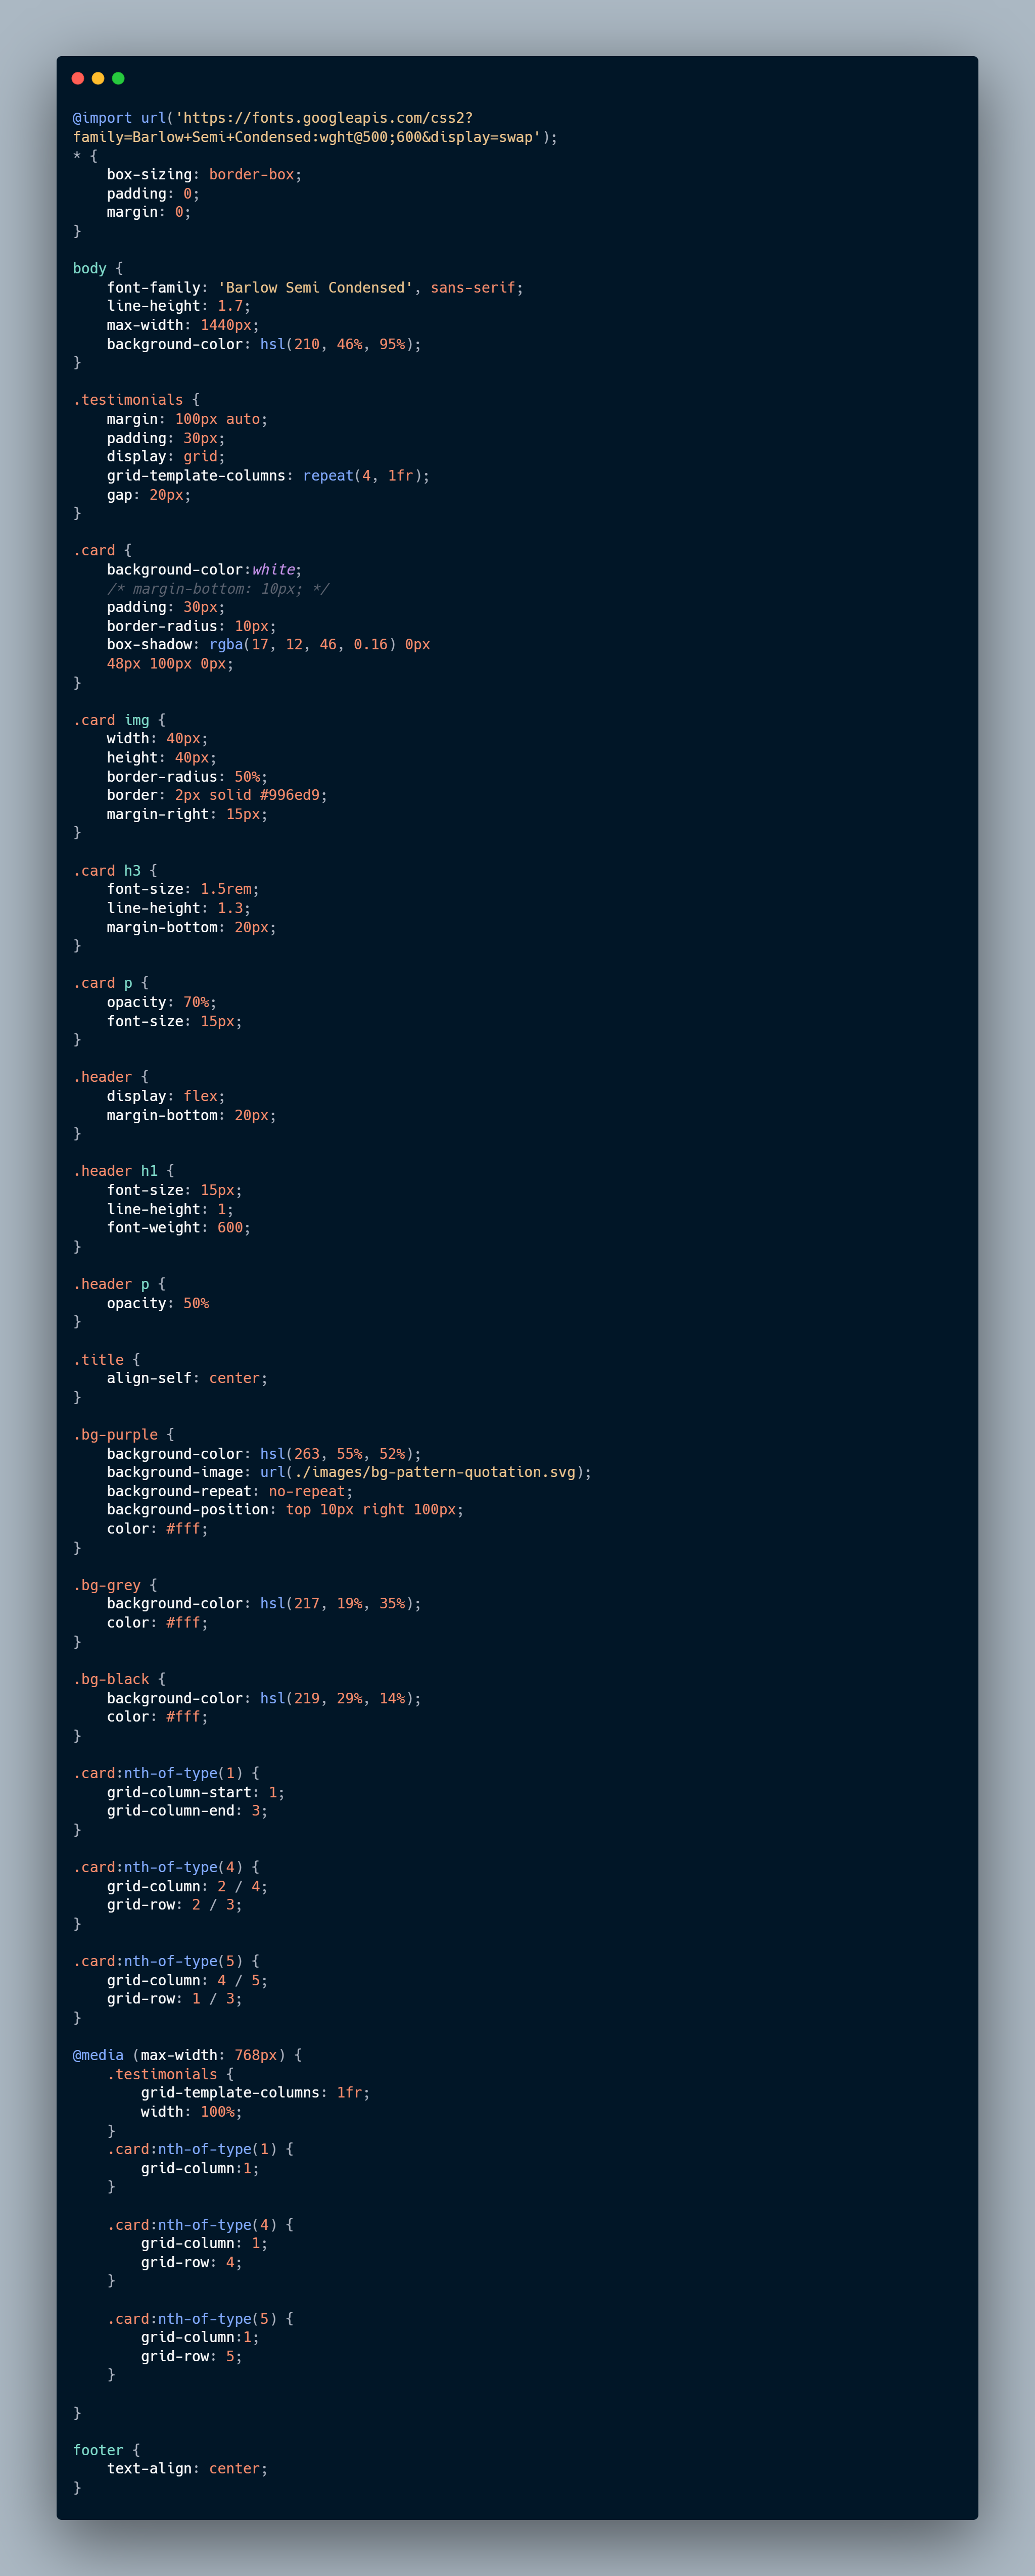 @import url('https://fonts.googleapis.com/css2?
family=Barlow+Semi+Condensed:wght@500;600&display=swap');
* {
    box-sizing: border-box;
    padding: 0;
    margin: 0;
}

body {
    font-family: 'Barlow Semi Condensed', sans-serif;
    line-height: 1.7;
    max-width: 1440px;
    background-color: hsl(210, 46%, 95%);
}

.testimonials {
    margin: 100px auto;
    padding: 30px;
    display: grid;
    grid-template-columns: repeat(4, 1fr);
    gap: 20px;
}

.card {
    background-color:white;
    /* margin-bottom: 10px; */
    padding: 30px;
    border-radius: 10px;
    box-shadow: rgba(17, 12, 46, 0.16) 0px
    48px 100px 0px;
}

.card img {
    width: 40px;
    height: 40px;
    border-radius: 50%;
    border: 2px solid #996ed9;
    margin-right: 15px;
}

.card h3 {
    font-size: 1.5rem;
    line-height: 1.3;
    margin-bottom: 20px;
}

.card p {
    opacity: 70%;
    font-size: 15px;
}

.header {
    display: flex;
    margin-bottom: 20px;
}

.header h1 {
    font-size: 15px;
    line-height: 1;
    font-weight: 600;
}

.header p {
    opacity: 50%
}

.title {
    align-self: center;
}

.bg-purple {
    background-color: hsl(263, 55%, 52%);
    background-image: url(./images/bg-pattern-quotation.svg);
    background-repeat: no-repeat;
    background-position: top 10px right 100px;
    color: #fff;
}

.bg-grey {
    background-color: hsl(217, 19%, 35%);
    color: #fff;
}

.bg-black {
    background-color: hsl(219, 29%, 14%);
    color: #fff;
}

.card:nth-of-type(1) {
    grid-column-start: 1;
    grid-column-end: 3;
}

.card:nth-of-type(4) {
    grid-column: 2 / 4;
    grid-row: 2 / 3;
}

.card:nth-of-type(5) {
    grid-column: 4 / 5;
    grid-row: 1 / 3;
}

@media (max-width: 768px) {
    .testimonials {
        grid-template-columns: 1fr;
        width: 100%;
    }
    .card:nth-of-type(1) {
        grid-column:1;
    }

    .card:nth-of-type(4) {
        grid-column: 1;
        grid-row: 4;
    }

    .card:nth-of-type(5) {
        grid-column:1;
        grid-row: 5;
    }

}

footer {
    text-align: center;
}